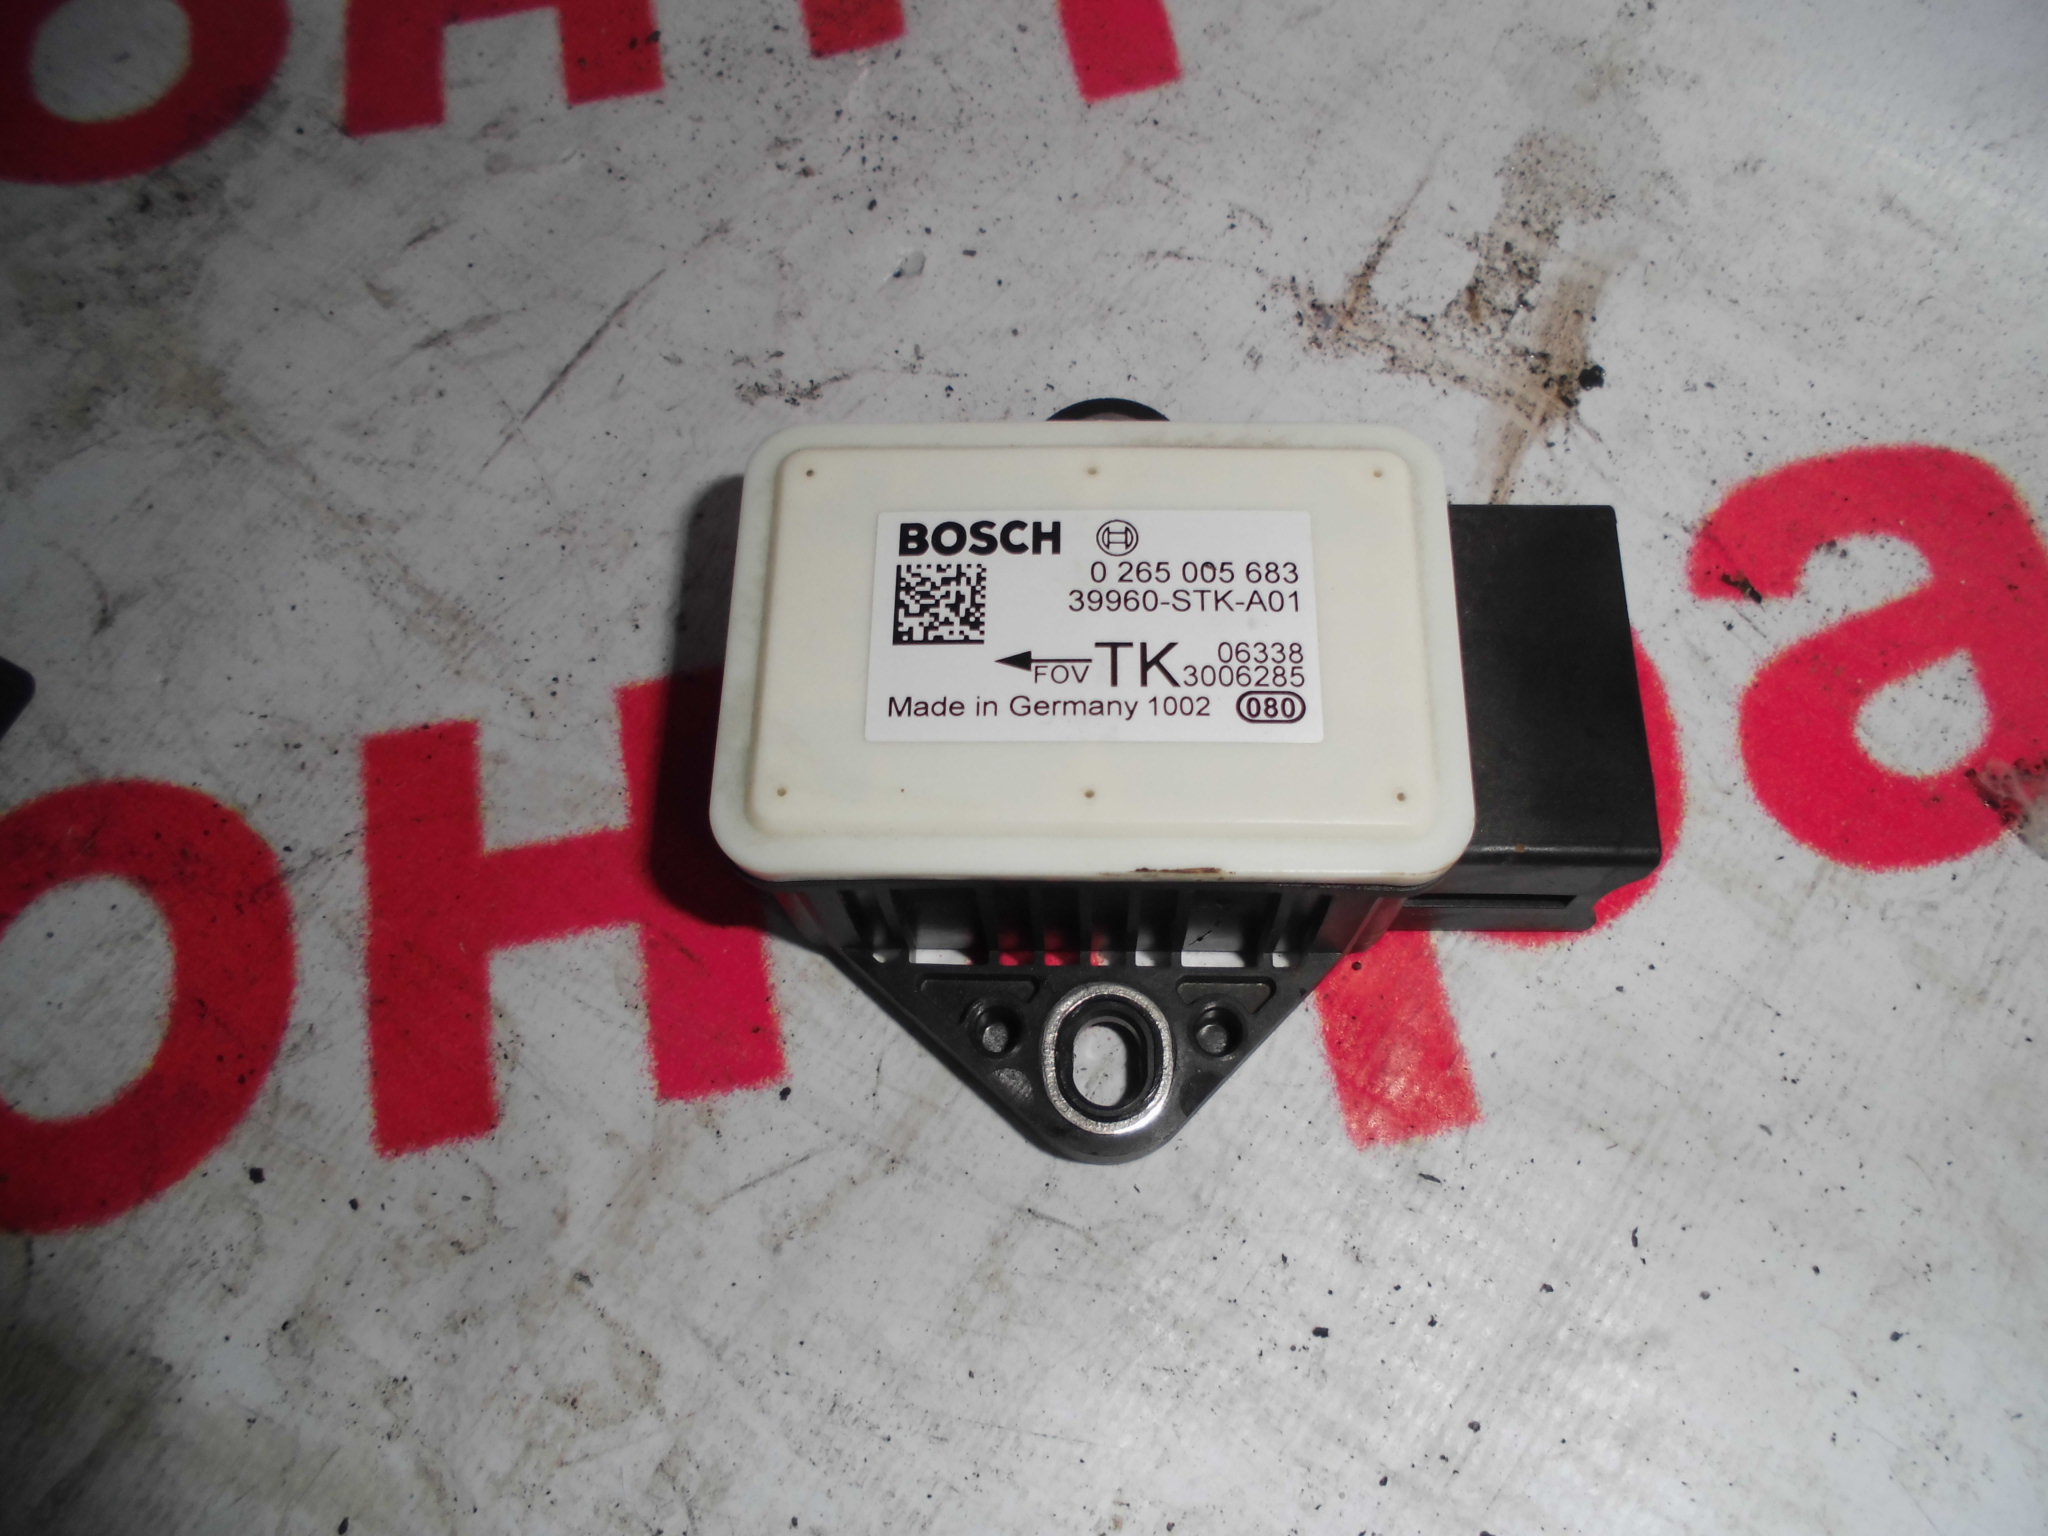 BOSCH
0 265 005 683
39960-STK-A01
FOV TK 06338
3006285
Made in Germany 1002 080